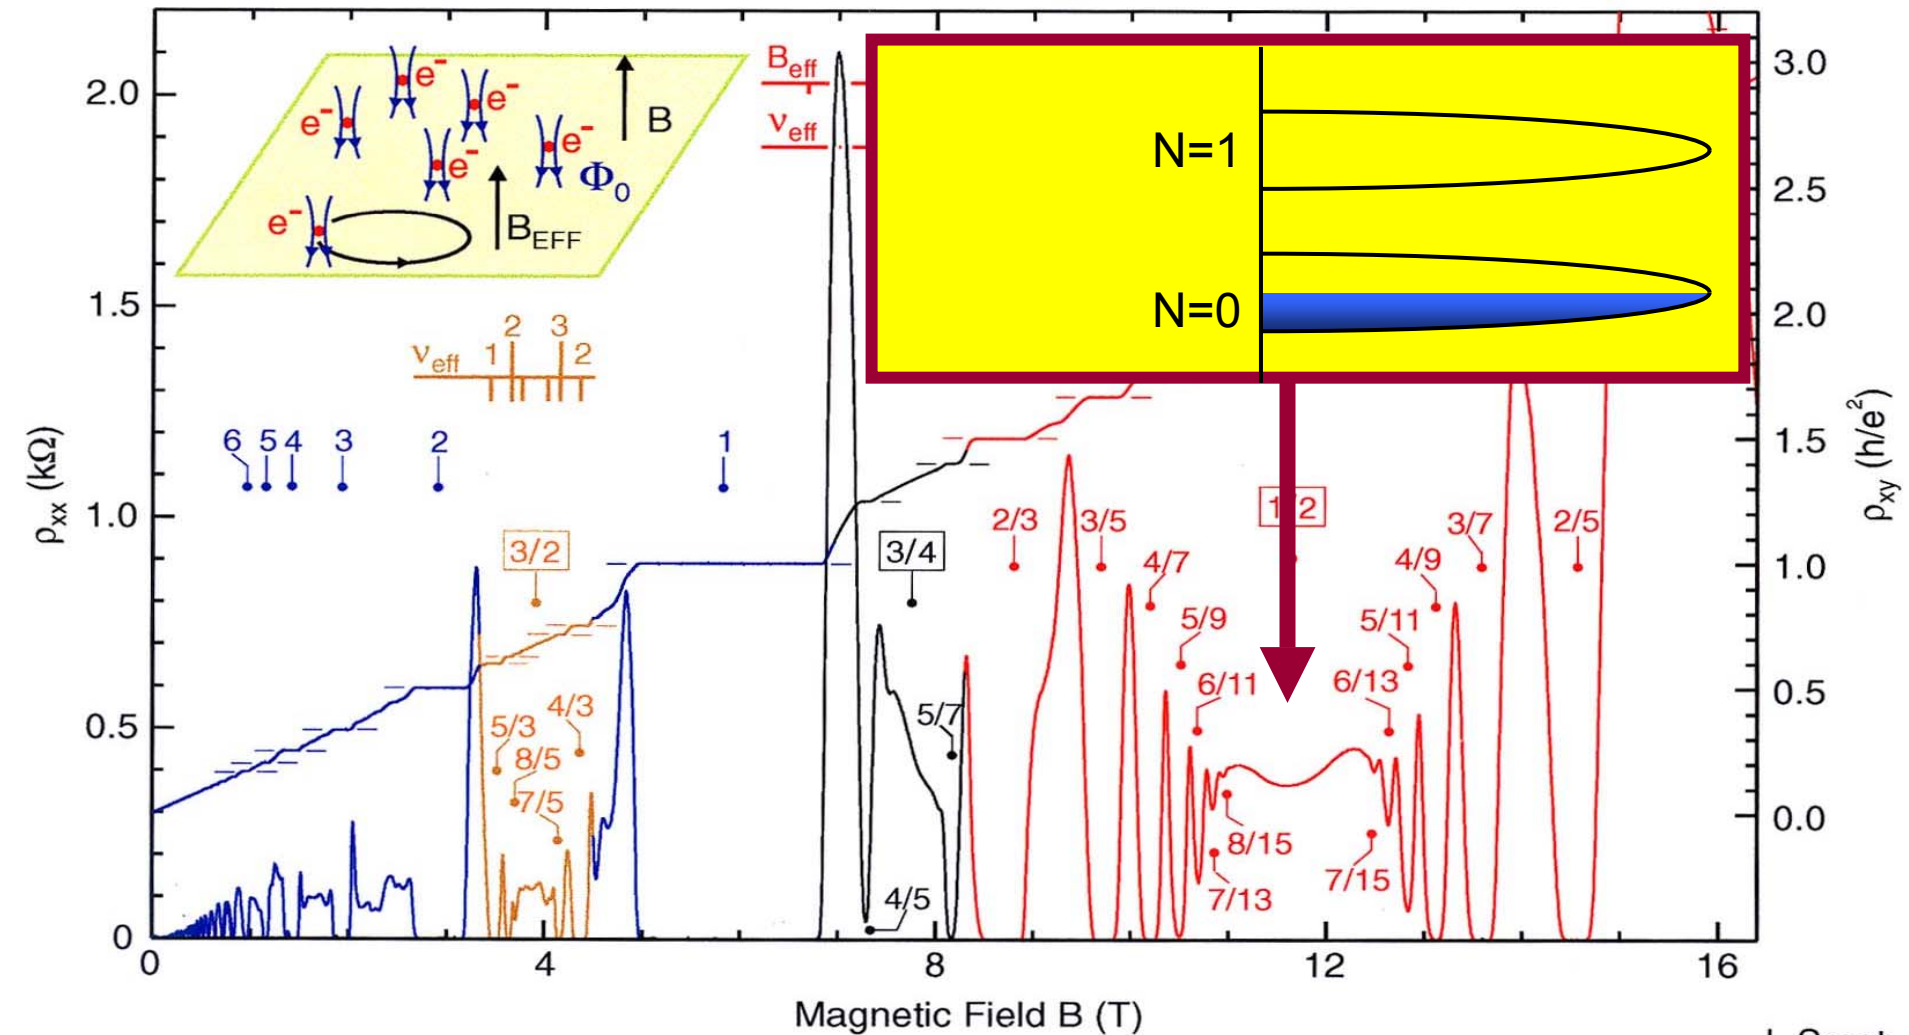 2.0
1.5
1.0
0.5
0
ρxx (kΩ)
e-
e-
e-
e-
e-
e-
B
Φ0
BEFF
Beff
νeff
N=1
N=0
3.0
2.5
2.0
1.5
1.0
0.5
0.0
ρxy (h/e2)
νeff 1 2 3 2
6 5 4 3 2 1
3/2
3/4
2/3
3/5
4/7
5/9
6/11
4/9
3/7
2/5
5/11
6/13
5/3
4/3
8/5
7/5
5/7
4/5
8/15
7/13
7/15
0 4 8 12 16
Magnetic Field B (T)